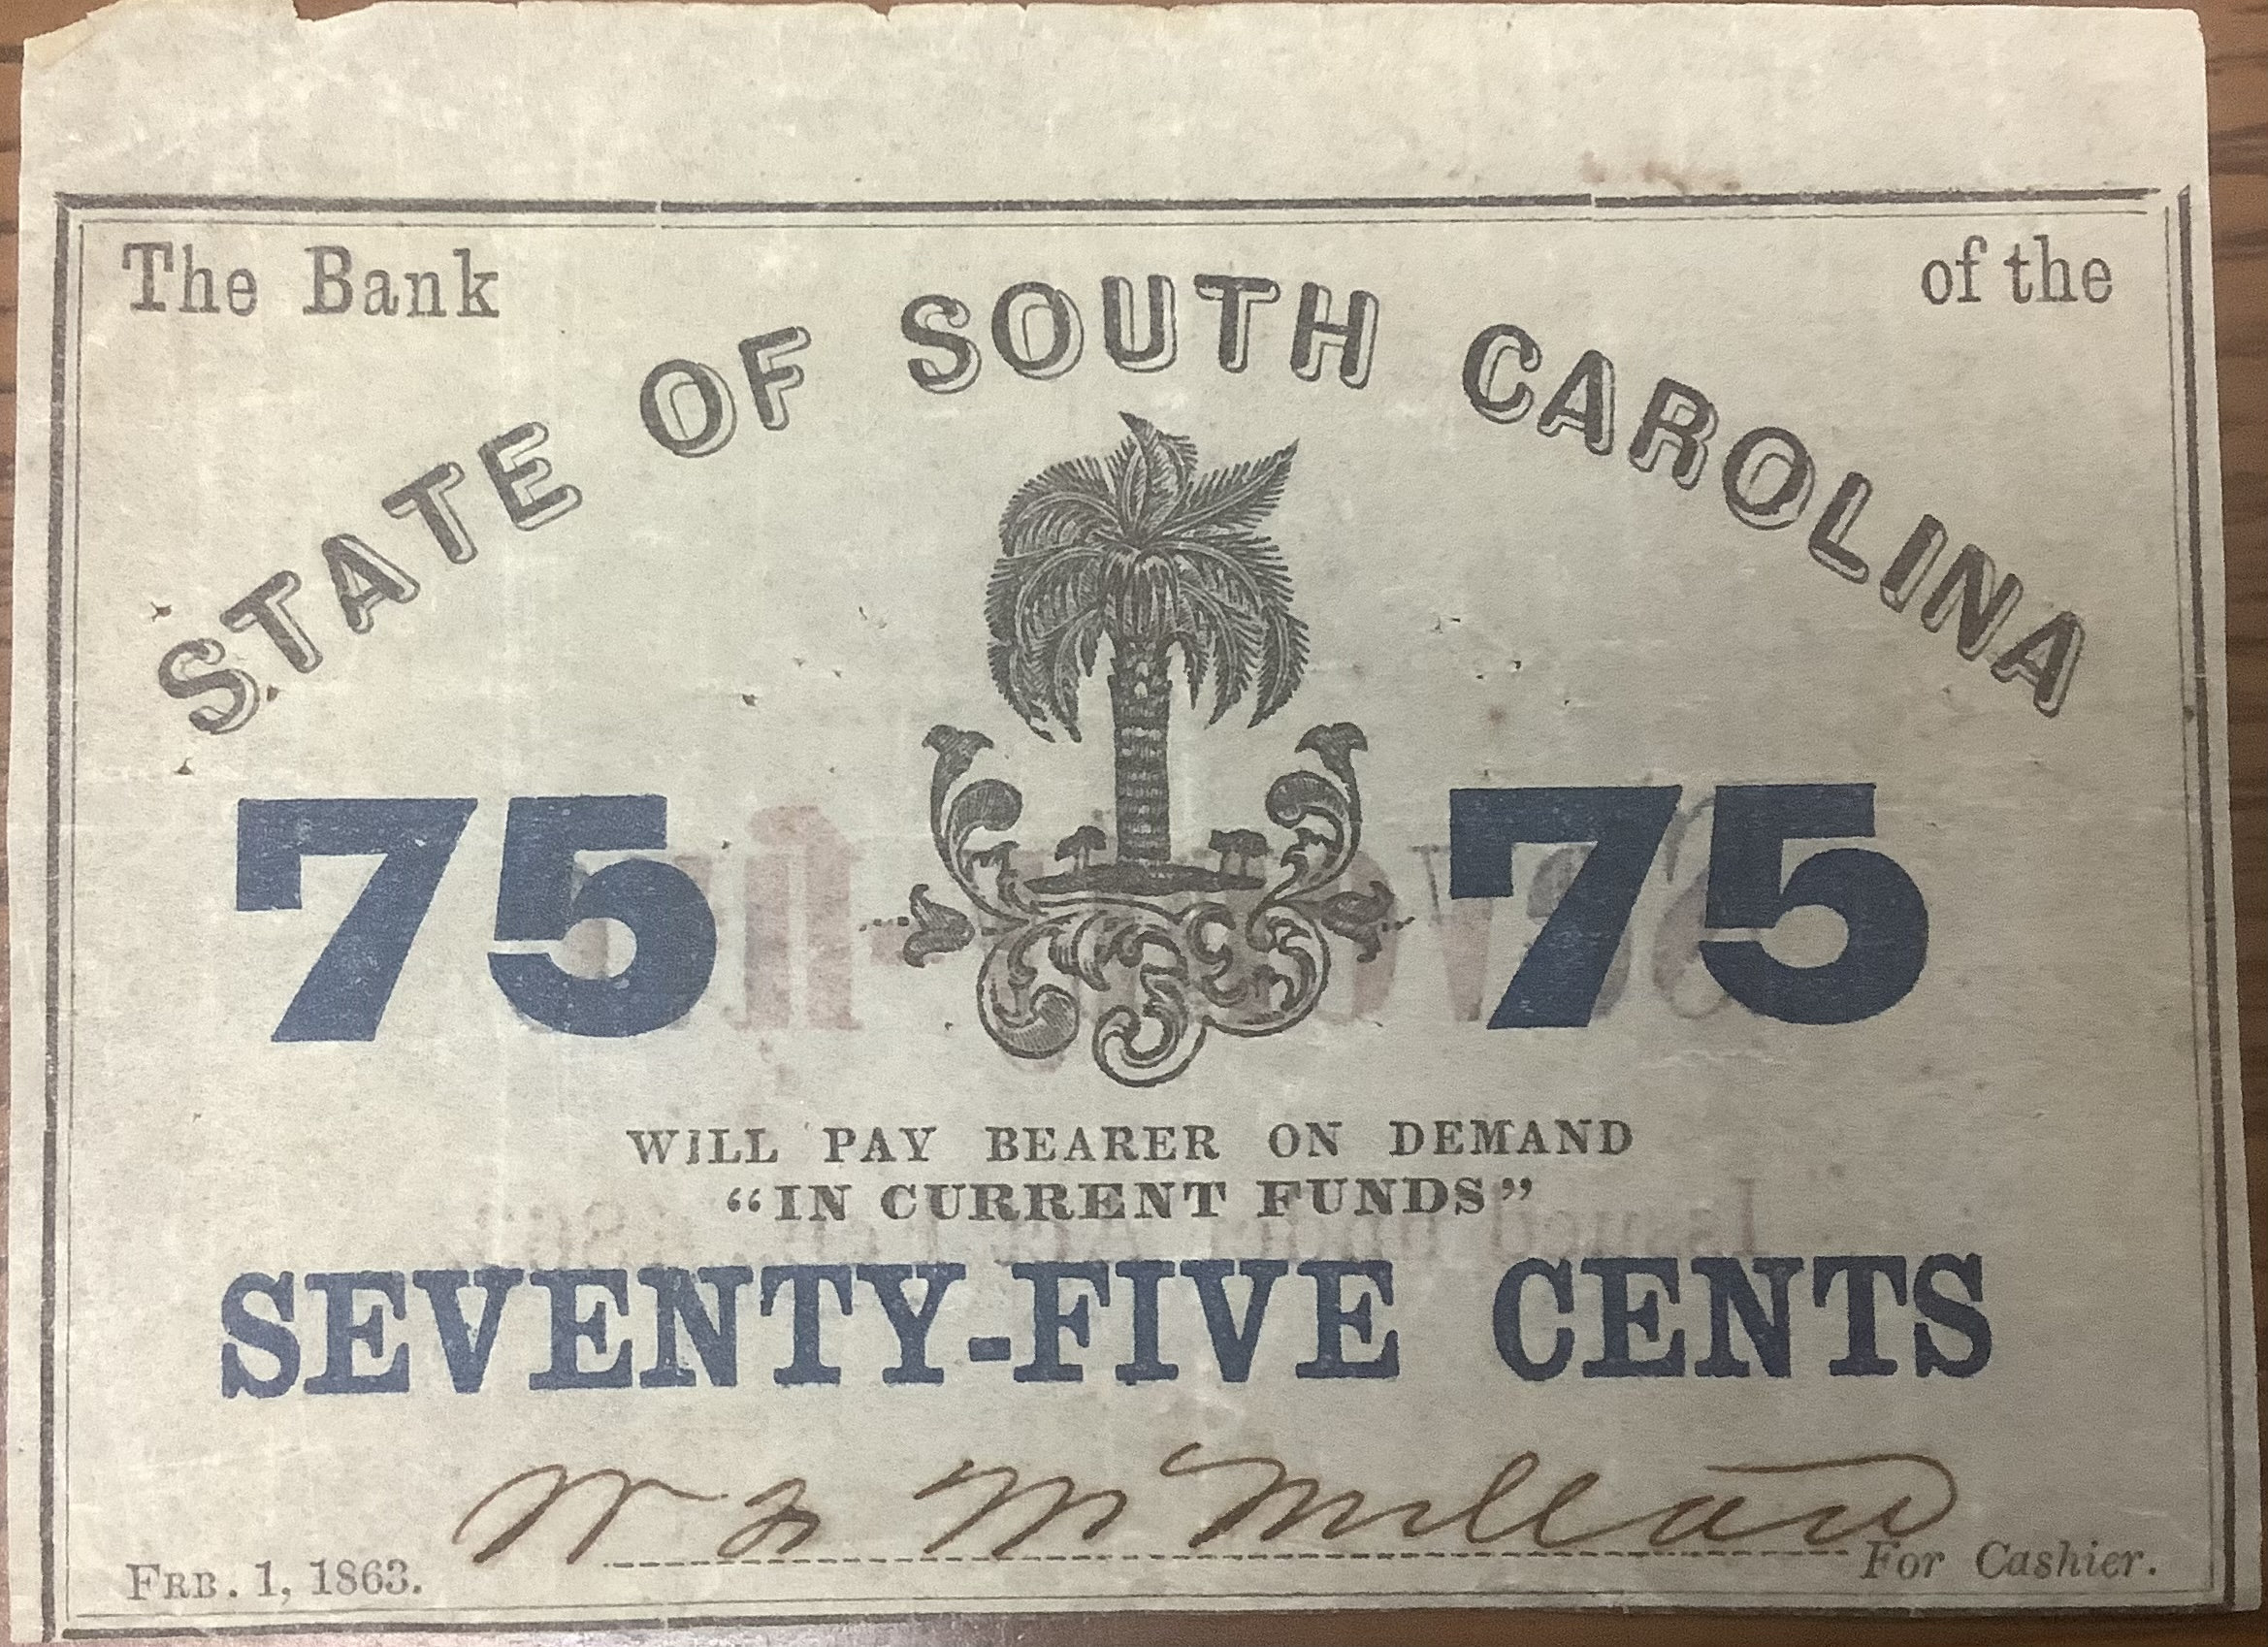 The Bank of the
STATE OF SOUTH CAROLINA
75 75
WILL PAY BEARER ON DEMAND
“IN CURRENT FUNDS”
SEVENTY-FIVE CENTS
FRB. 1, 1863. For Cashier.